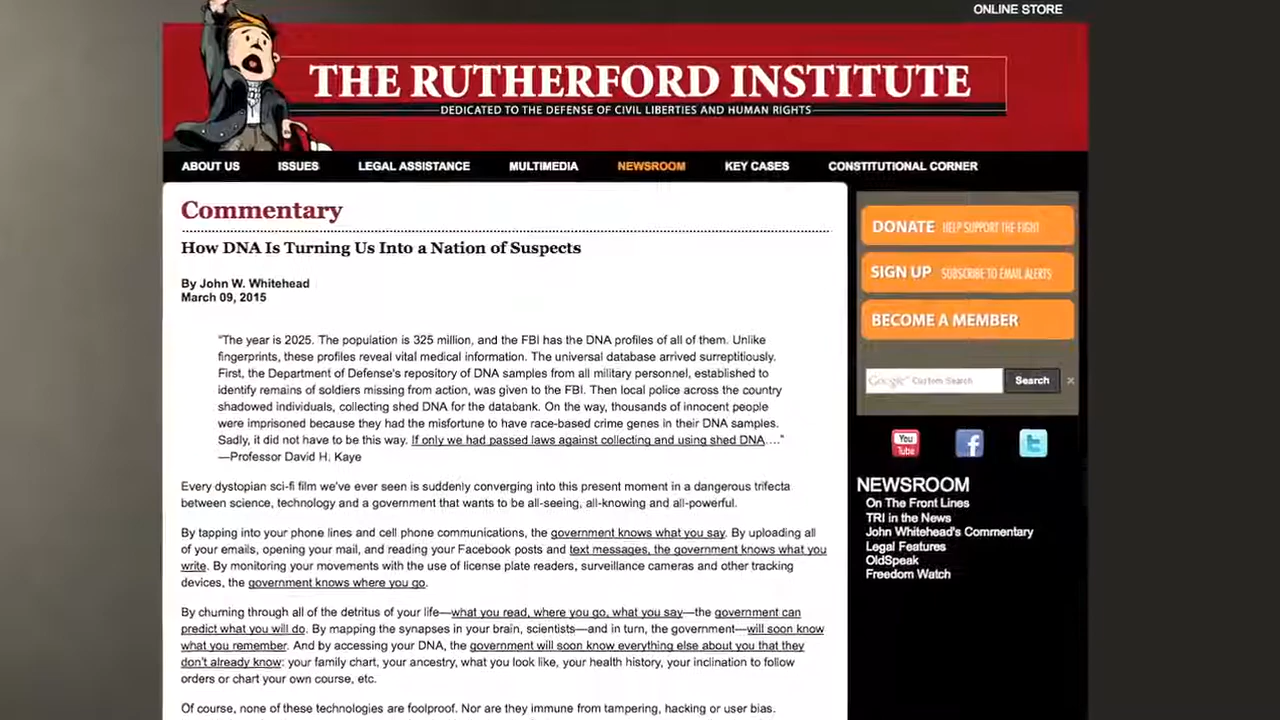 ONLINE STORE
THE RUTHERFORD INSTITUTE
DEDICATED TO THE DEFENSE OF CIVIL LIBERTIES AND HUMAN RIGHTS
ABOUT US ISSUES LEGAL ASSISTANCE MULTIMEDIA NEWSROOM KEY CASES CONSTITUTIONAL CORNER
Commentary
How DNA Is Turning Us Into a Nation of Suspects
By John W. Whitehead
March 09, 2015
"The year is 2025. The population is 325 million, and the FBI has the DNA profiles of all of them. Unlike
fingerprints, these profiles reveal vital medical information. The universal database arrived surreptitiously.
First, the Department of Defense's repository of DNA samples from all military personnel, established to
identify remains of soldiers missing from action, was given to the FBI. Then local police across the country
shadowed individuals, collecting shed DNA for the databank. On the way, thousands of innocent people
were imprisoned because they had the misfortune to have race-based crime genes in their DNA samples.
Sadly, it did not have to be this way. If only we had passed laws against collecting and using shed DNA…."
—Professor David H. Kaye
Every dystopian sci-fi film we've ever seen is suddenly converging into this present moment in a dangerous trifecta
between science, technology and a government that wants to be all-seeing, all-knowing and all-powerful.
By tapping into your phone lines and cell phone communications, the government knows what you say. By uploading all
of your emails, opening your mail, and reading your Facebook posts and text messages, the government knows what you
write. By monitoring your movements with the use of license plate readers, surveillance cameras and other tracking
devices, the government knows where you go.
By churning through all of the detritus of your life—what you read, where you go, what you say—the government can
predict what you will do. By mapping the synapses in your brain, scientists—and in turn, the government—will soon know
what you remember. And by accessing your DNA, the government will soon know everything else about you that they
don't already know: your family chart, your ancestry, what you look like, your health history, your inclination to follow
orders or chart your own course, etc.
Of course, none of these technologies are foolproof. Nor are they immune from tampering, hacking or user bias.
DONATE HELP SUPPORT THE FIGHT
SIGN UP SUBSCRIBE TO EMAIL ALERTS
BECOME A MEMBER
Google™ Custom Search Search ×
You Tube
NEWSROOM
On The Front Lines
TRI in the News
John Whitehead's Commentary
Legal Features
OldSpeak
Freedom Watch